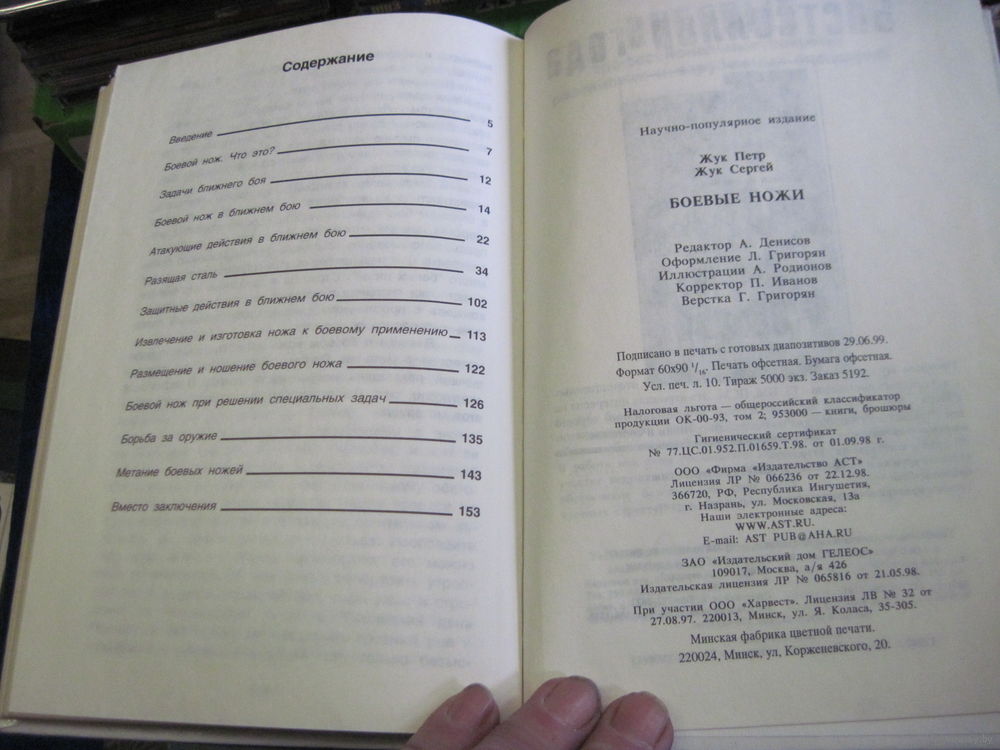 Содержание
Введение 5
Боевой нож. Что это? 7
Задачи ближнего боя 12
Боевой нож в ближнем бою 14
Атакующие действия в ближнем бою 22
Разящая сталь 34
Защитные действия в ближнем бою 102
Извлечение и изготовка ножа к боевому применению 113
Размещение и ношение боевого ножа 122
Боевой нож при решении специальных задач 126
Борьба за оружие 135
Метание боевых ножей 143
Вместо заключения 153
Научно-популярное издание
Жук Петр
Жук Сергей
БОЕВЫЕ НОЖИ
Редактор А. Денисов
Оформление Л. Григорян
Иллюстрации А. Родионов
Корректор П. Иванов
Верстка Г. Григорян
Подписано в печать с готовых диапозитивов 29.06.99.
Формат 60х90 1/16. Печать офсетная. Бумага офсетная.
Усл. печ. л. 10. Тираж 5000 экз. Заказ 5192.
Налоговая льгота — общероссийский классификатор
продукции ОК-00-93, том 2; 953000 — книги, брошюры
Гигиенический сертификат
№ 77.ЦС.01.952.П.01659.Т.98. от 01.09.98 г.
ООО «Фирма «Издательство АСТ»
Лицензия ЛР № 066236 от 22.12.98.
366720, РФ, Республика Ингушетия,
г. Назрань, ул. Московская, 13а
Наши электронные адреса:
WWW.AST.RU.
E-mail: AST PUB@AHA.RU
ЗАО «Издательский дом ГЕЛЕОС»
109017, Москва, а/я 426
Издательская лицензия ЛР № 065816 от 21.05.98.
При участии ООО «Харвест». Лицензия ЛВ № 32 от
27.08.97. 220013, Минск, ул. Я. Коласа, 35-305.
Минская фабрика цветной печати.
220024, Минск, ул. Корженевского, 20.